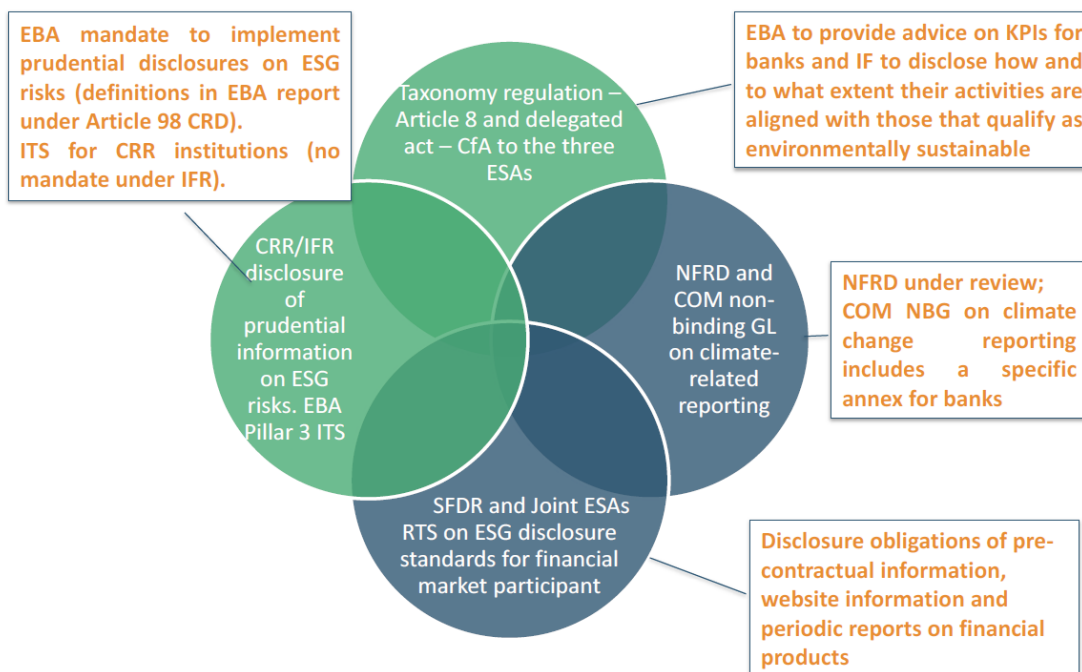 EBA mandate to implement
prudential disclosures on ESG
risks (definitions in EBA report
under Article 98 CRD).
ITS for CRR institutions (no
mandate under IFR).
Taxonomy regulation –
Article 8 and delegated
act – CfA to the three
ESAs
EBA to provide advice on KPIs for
banks and IF to disclose how and
to what extent their activities are
aligned with those that qualify as
environmentally sustainable
CRR/IFR
disclosure
of
prudential
information
on ESG
risks. EBA
Pillar 3 ITS
NFRD and
COM non-
binding GL
on climate-
related
reporting
NFRD under review;
COM NBG on climate
change reporting
includes a specific
annex for banks
SFDR and Joint ESAs
RTS on ESG disclosure
standards for financial
market participant
Disclosure obligations of pre-
contractual information,
website information and
periodic reports on financial
products